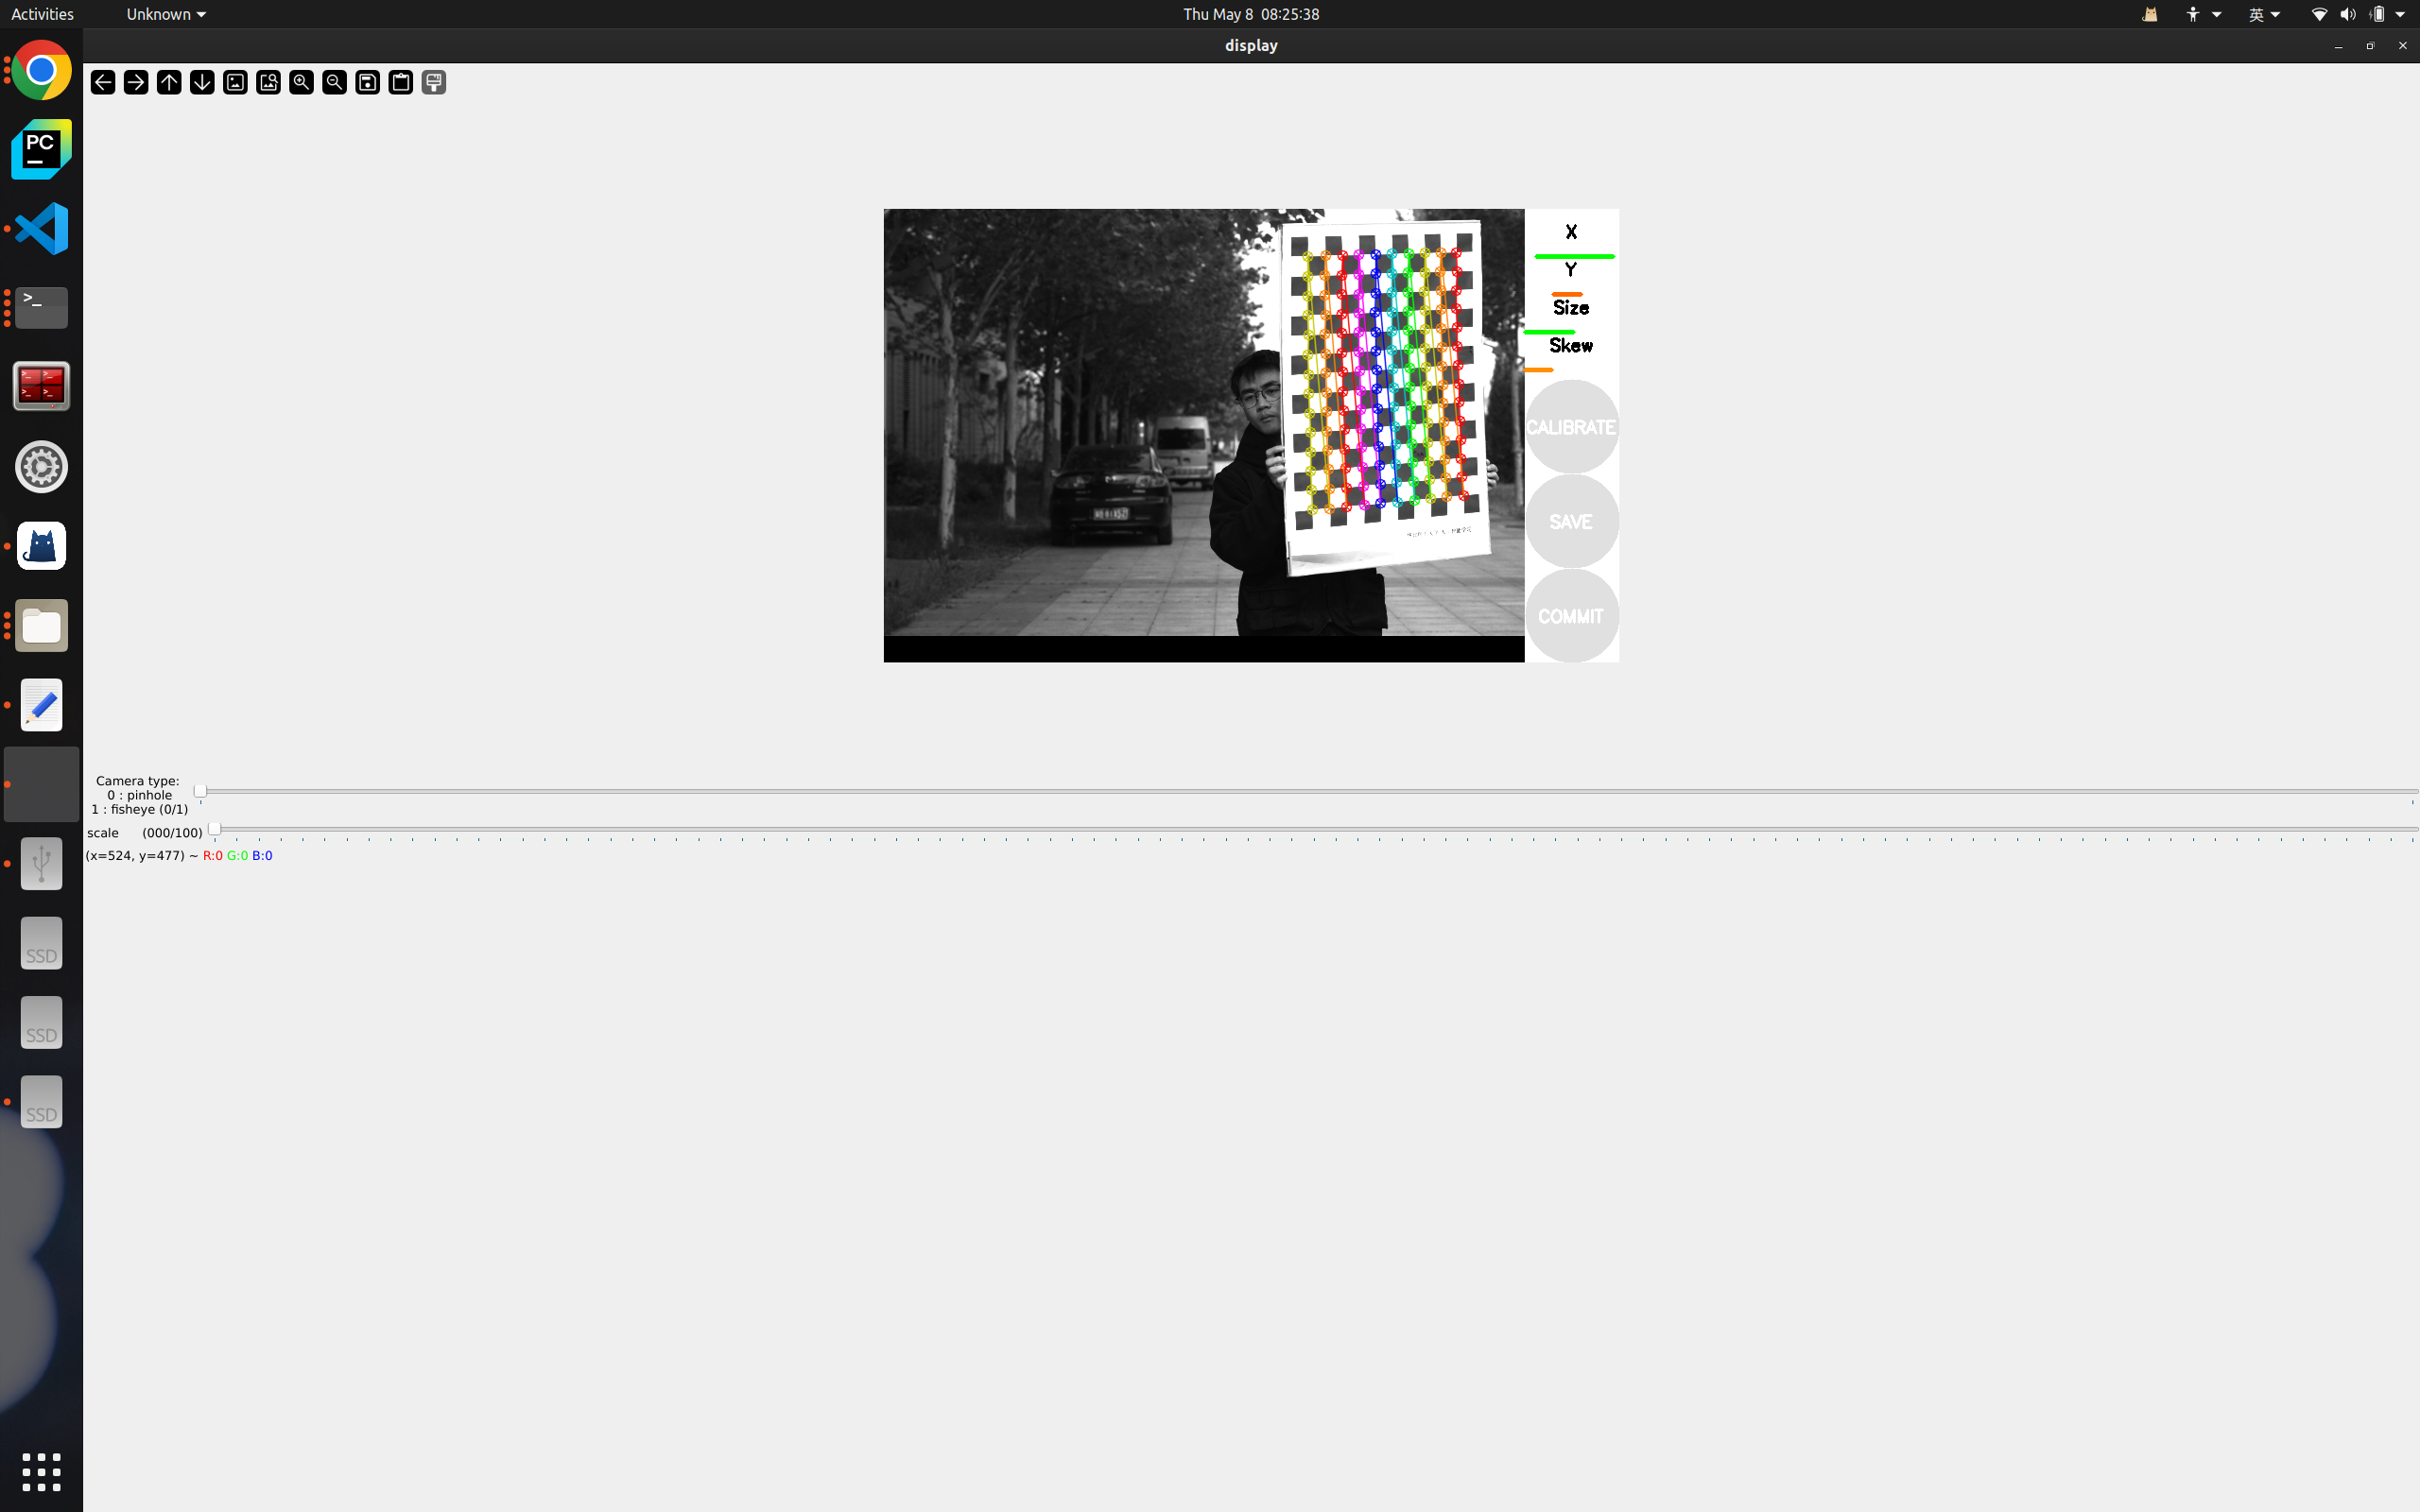 Activities
Unknown
Thu May 8 08:25:38
英
display
PC
>_
X
Y
Size
Skew
CALIBRATE
SAVE
COMMIT
Camera type:
0 : pinhole
1 : fisheye (0/1)
scale (000/100)
(x=524, y=477) ~ R:0 G:0 B:0
SSD
SSD
SSD